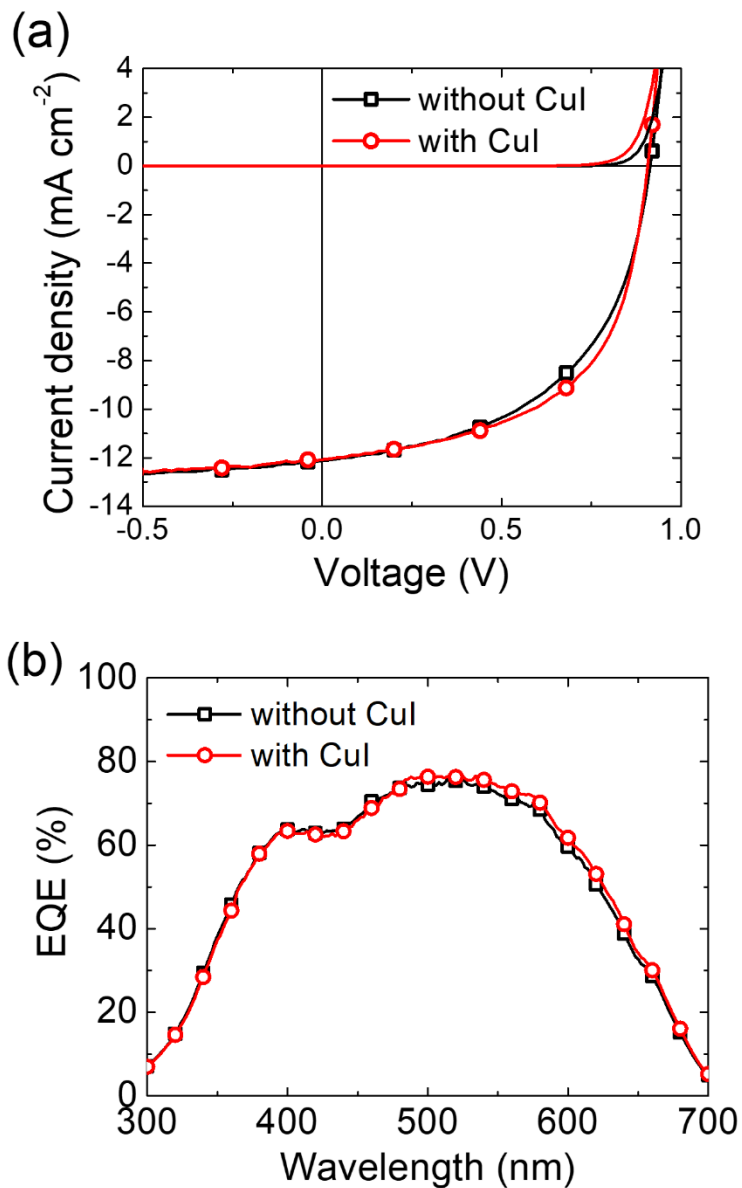 (a)
4
2
0
-2
-4
-6
-8
-10
-12
-14
-0.5
0.0
0.5
1.0
without CuI
with CuI
Current density (mA cm⁻²)
Voltage (V)
(b)
100
80
60
40
20
0
300
400
500
600
700
without CuI
with CuI
EQE (%)
Wavelength (nm)